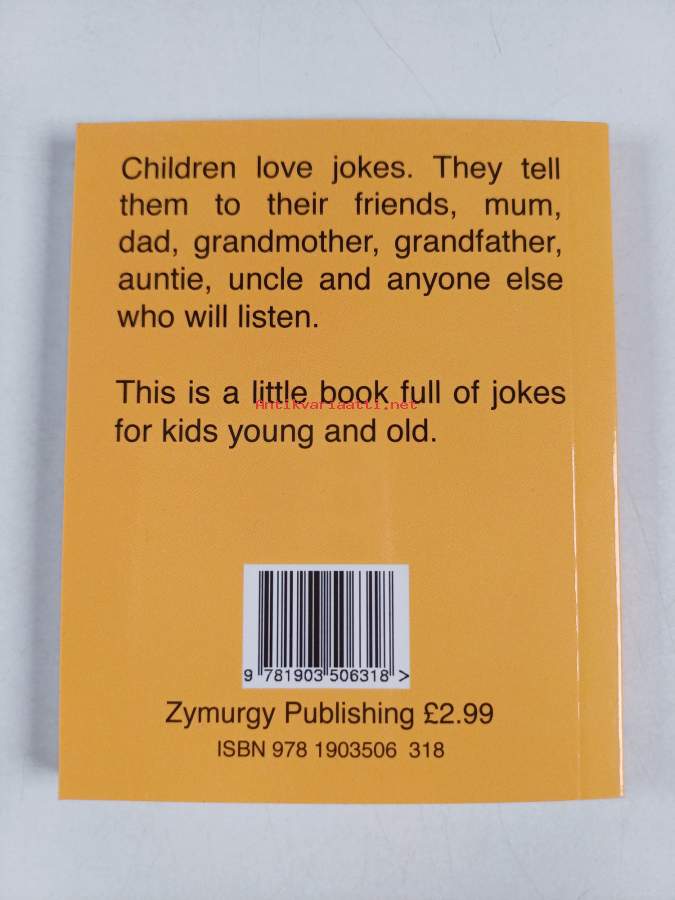 Children love jokes. They tell
them to their friends, mum,
dad, grandmother, grandfather,
auntie, uncle and anyone else
who will listen.
This is a little book full of jokes
Antikvariaatti.net
for kids young and old.
9 781903 506318 >
Zymurgy Publishing £2.99
ISBN 978 1903506 318